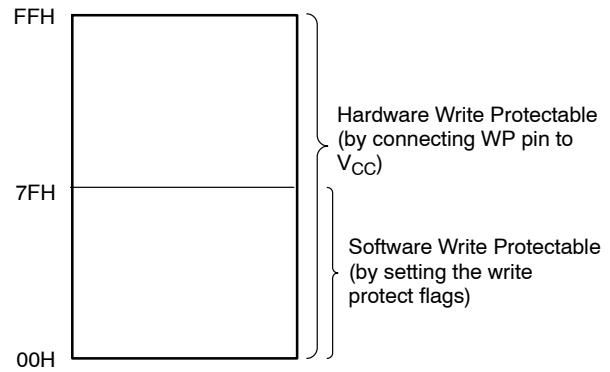 FFH
Hardware Write Protectable
(by connecting WP pin to
VCC)
7FH
Software Write Protectable
(by setting the write
protect flags)
00H